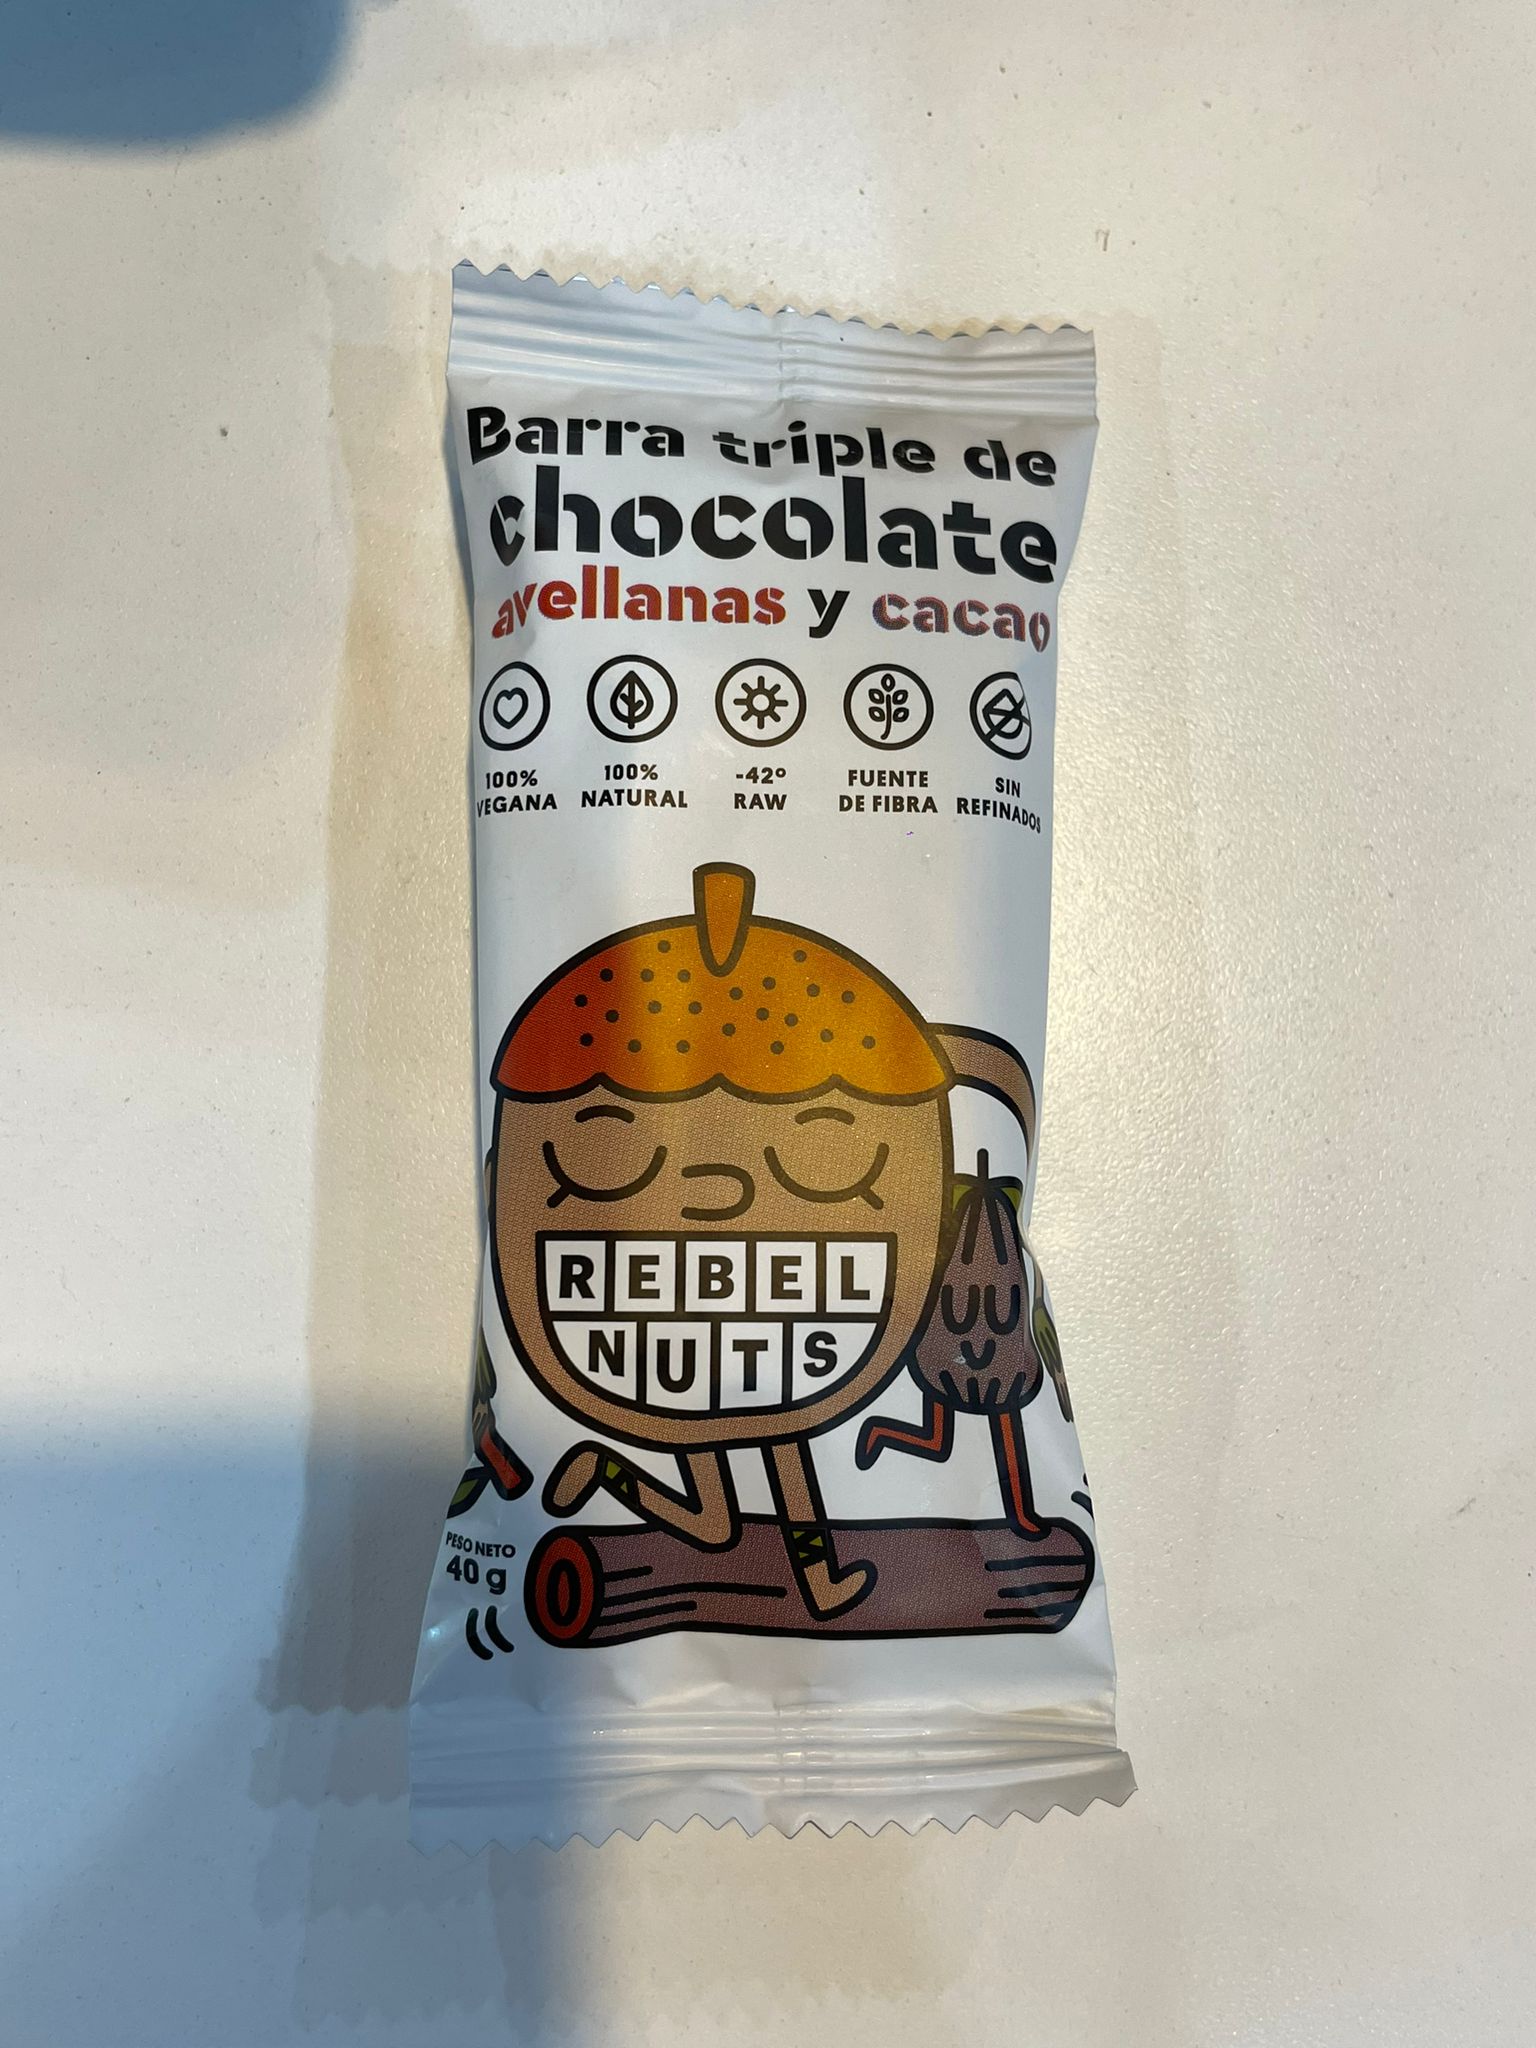 Barra triple de
chocolate
avellanas y cacao
100%
VEGANA
100%
NATURAL
-42º
RAW
FUENTE
DE FIBRA
SIN
REFINADOS
REBEL
NUTS
PESO NETO
40 g